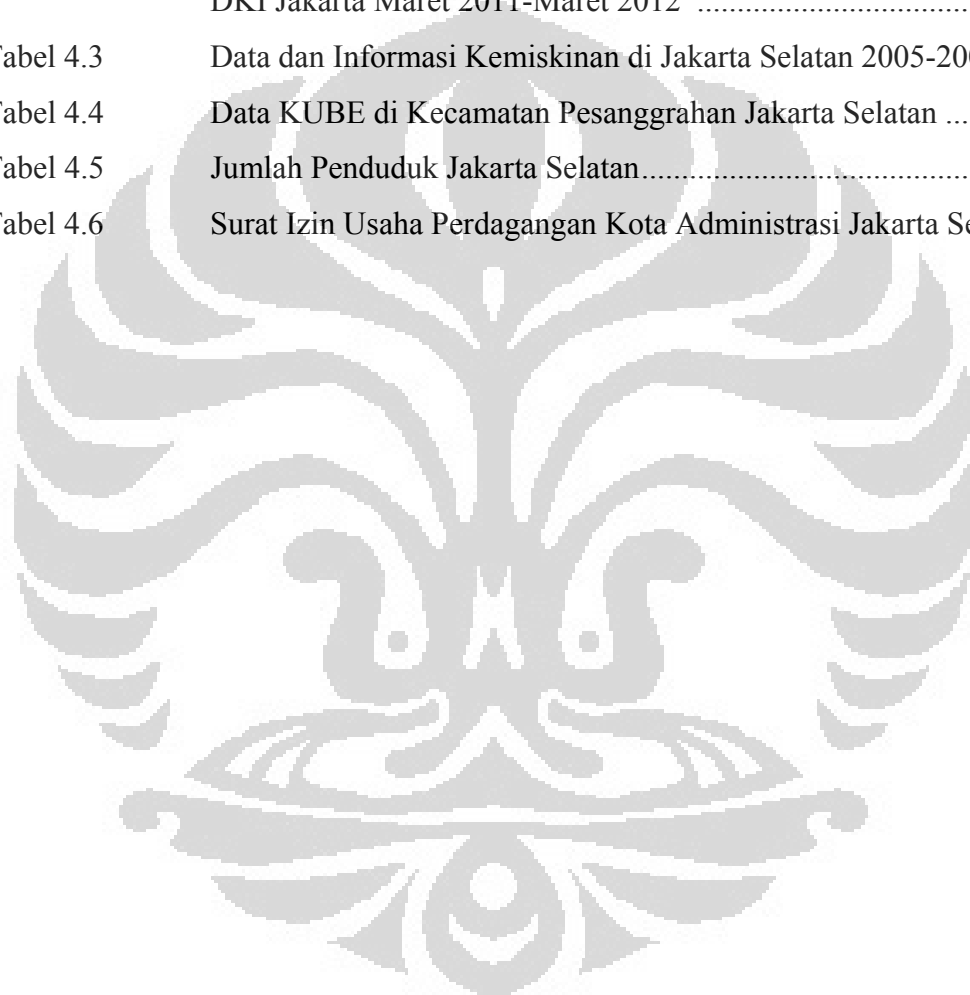 DKI Jakarta Maret 2011-Maret 2012 ................................
Tabel 4.3 Data dan Informasi Kemiskinan di Jakarta Selatan 2005-200
Tabel 4.4 Data KUBE di Kecamatan Pesanggrahan Jakarta Selatan ...
Tabel 4.5 Jumlah Penduduk Jakarta Selatan..........................................
Tabel 4.6 Surat Izin Usaha Perdagangan Kota Administrasi Jakarta Se